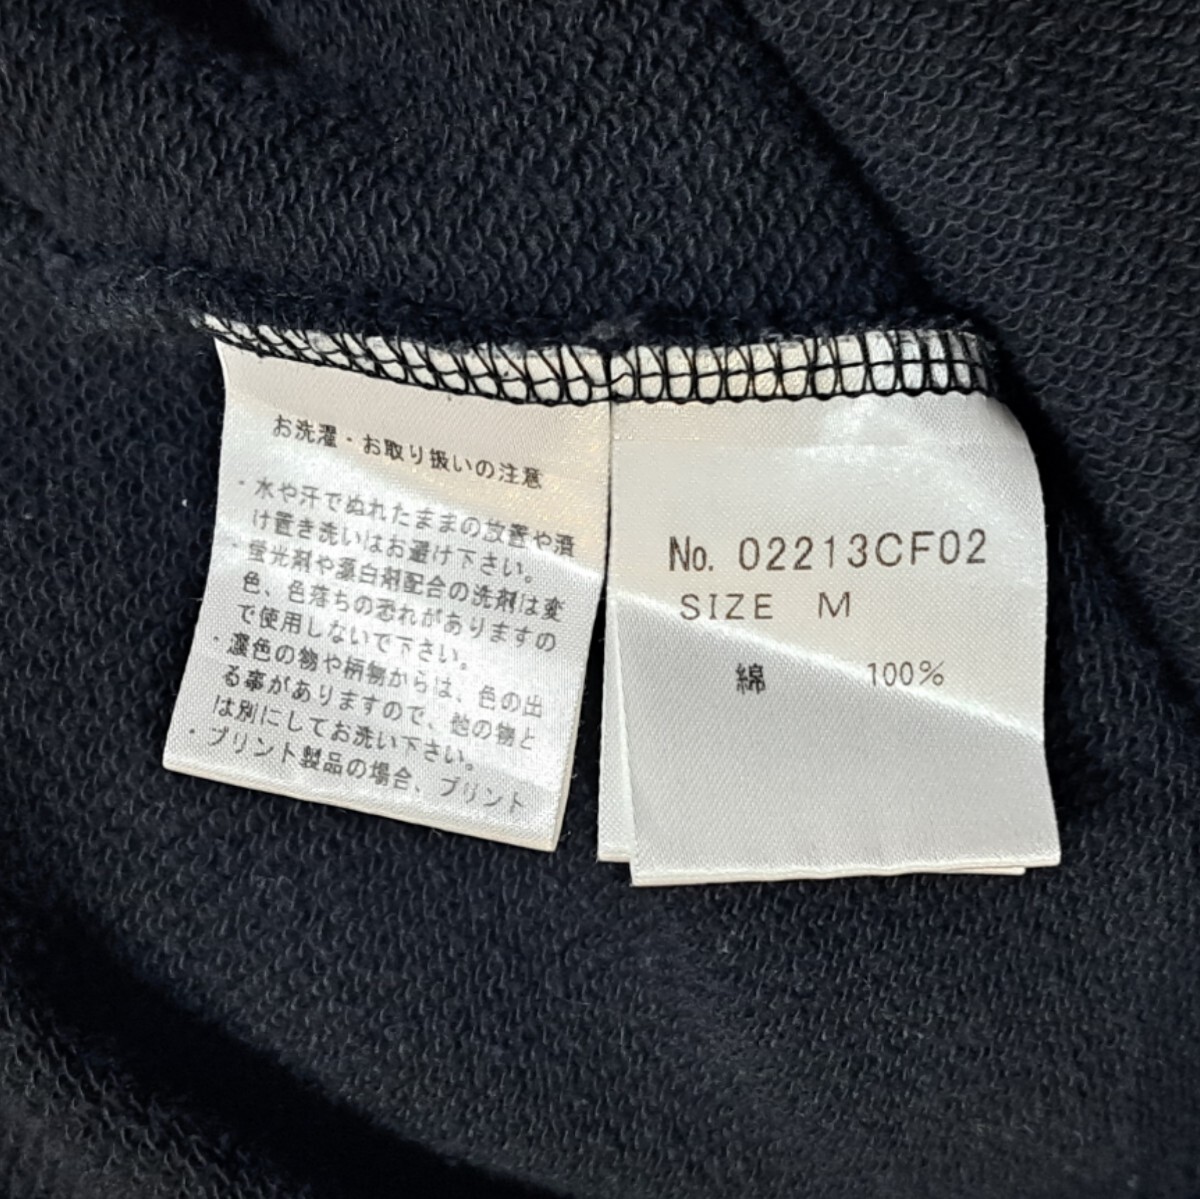 お洗濯・お取り扱いの注意
・水や汗でぬれたままの放置や漬
け置き洗いはお避け下さい。
・蛍光剤や漂白剤配合の洗剤は変
色、色落ちの恐れがありますの
で使用しないで下さい。
・濃色の物や柄物からは、色の出
る事がありますので、他の物と
は別にしてお洗い下さい。
・プリント製品の場合、プリント
No. 02213CF02
SIZE M
綿 100%